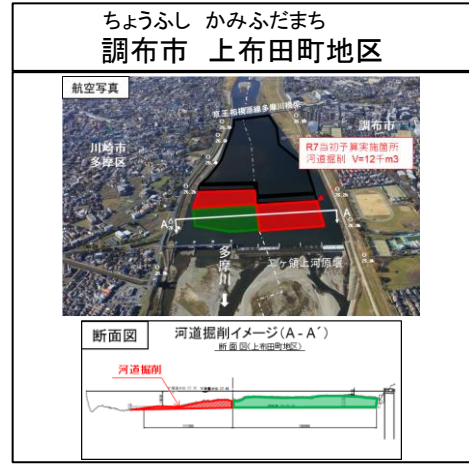 ちょうふし かみふだまち
調布市 上布田町地区
航空写真
京王相模原線多摩川橋梁
調布市
川崎市
多摩区
R7当初予算実施箇所
河道掘削 V=12千m3
A
A
多摩川
二ヶ領上河原堰
断面図
河道掘削イメージ(A-A´)
断面図(上布田町地区)
河道掘削